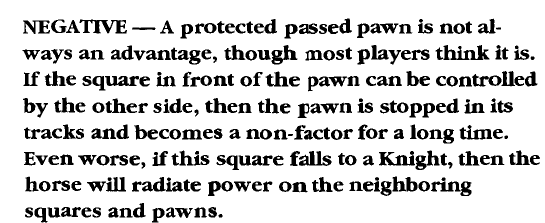 NEGATIVE — A protected passed pawn is not al-
ways an advantage, though most players think it is.
If the square in front of the pawn can be controlled
by the other side, then the pawn is stopped in its
tracks and becomes a non-factor for a long time.
Even worse, if this square falls to a Knight, then the
horse will radiate power on the neighboring
squares and pawns.